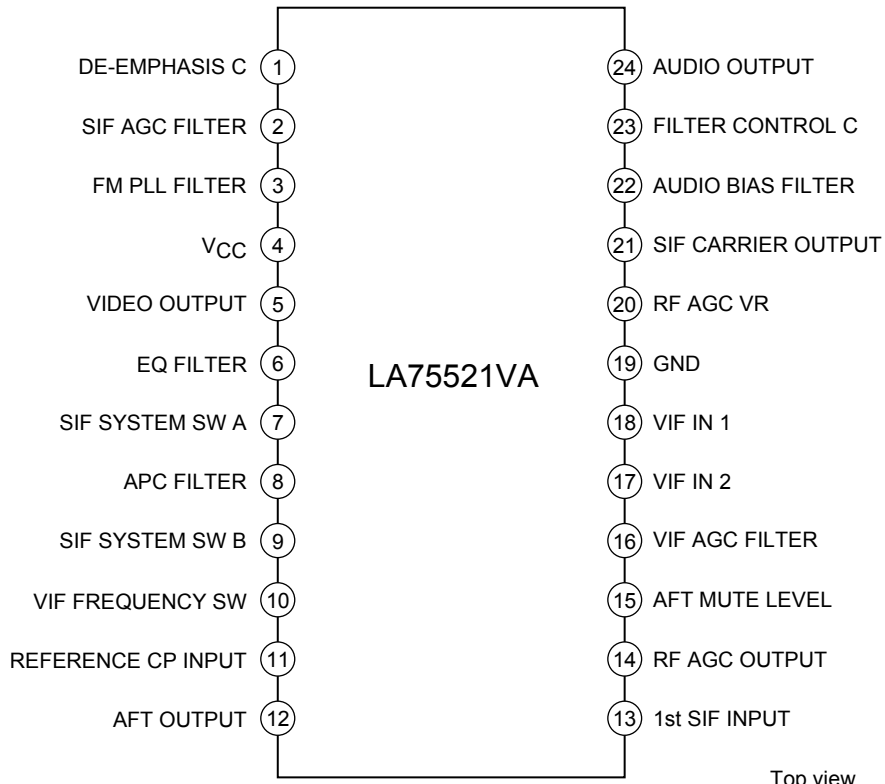 DE-EMPHASIS C 1
24 AUDIO OUTPUT
SIF AGC FILTER 2
23 FILTER CONTROL C
FM PLL FILTER 3
22 AUDIO BIAS FILTER
VCC 4
21 SIF CARRIER OUTPUT
VIDEO OUTPUT 5
20 RF AGC VR
EQ FILTER 6
19 GND
LA75521VA
SIF SYSTEM SW A 7
18 VIF IN 1
APC FILTER 8
17 VIF IN 2
SIF SYSTEM SW B 9
16 VIF AGC FILTER
VIF FREQUENCY SW 10
15 AFT MUTE LEVEL
REFERENCE CP INPUT 11
14 RF AGC OUTPUT
AFT OUTPUT 12
13 1st SIF INPUT
Top view